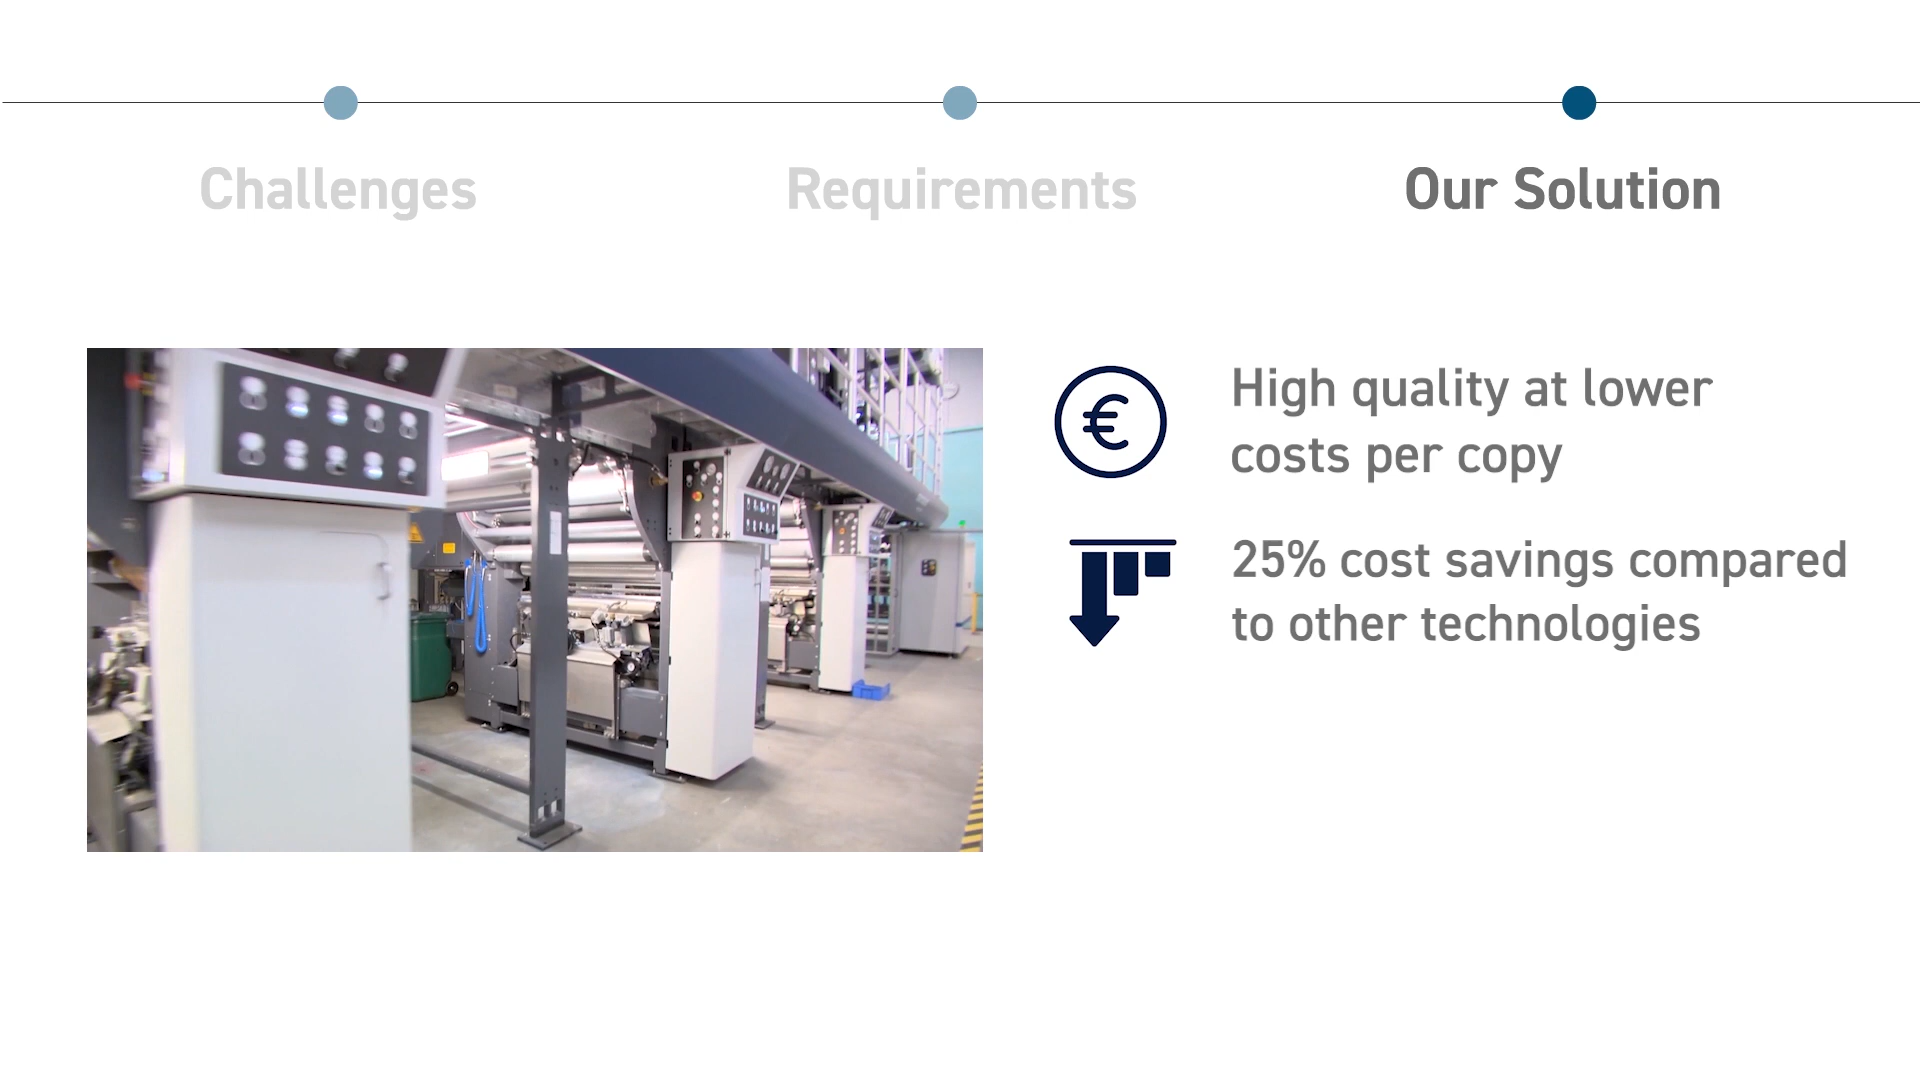 Challenges
Requirements
Our Solution
High quality at lower
costs per copy
25% cost savings compared
to other technologies